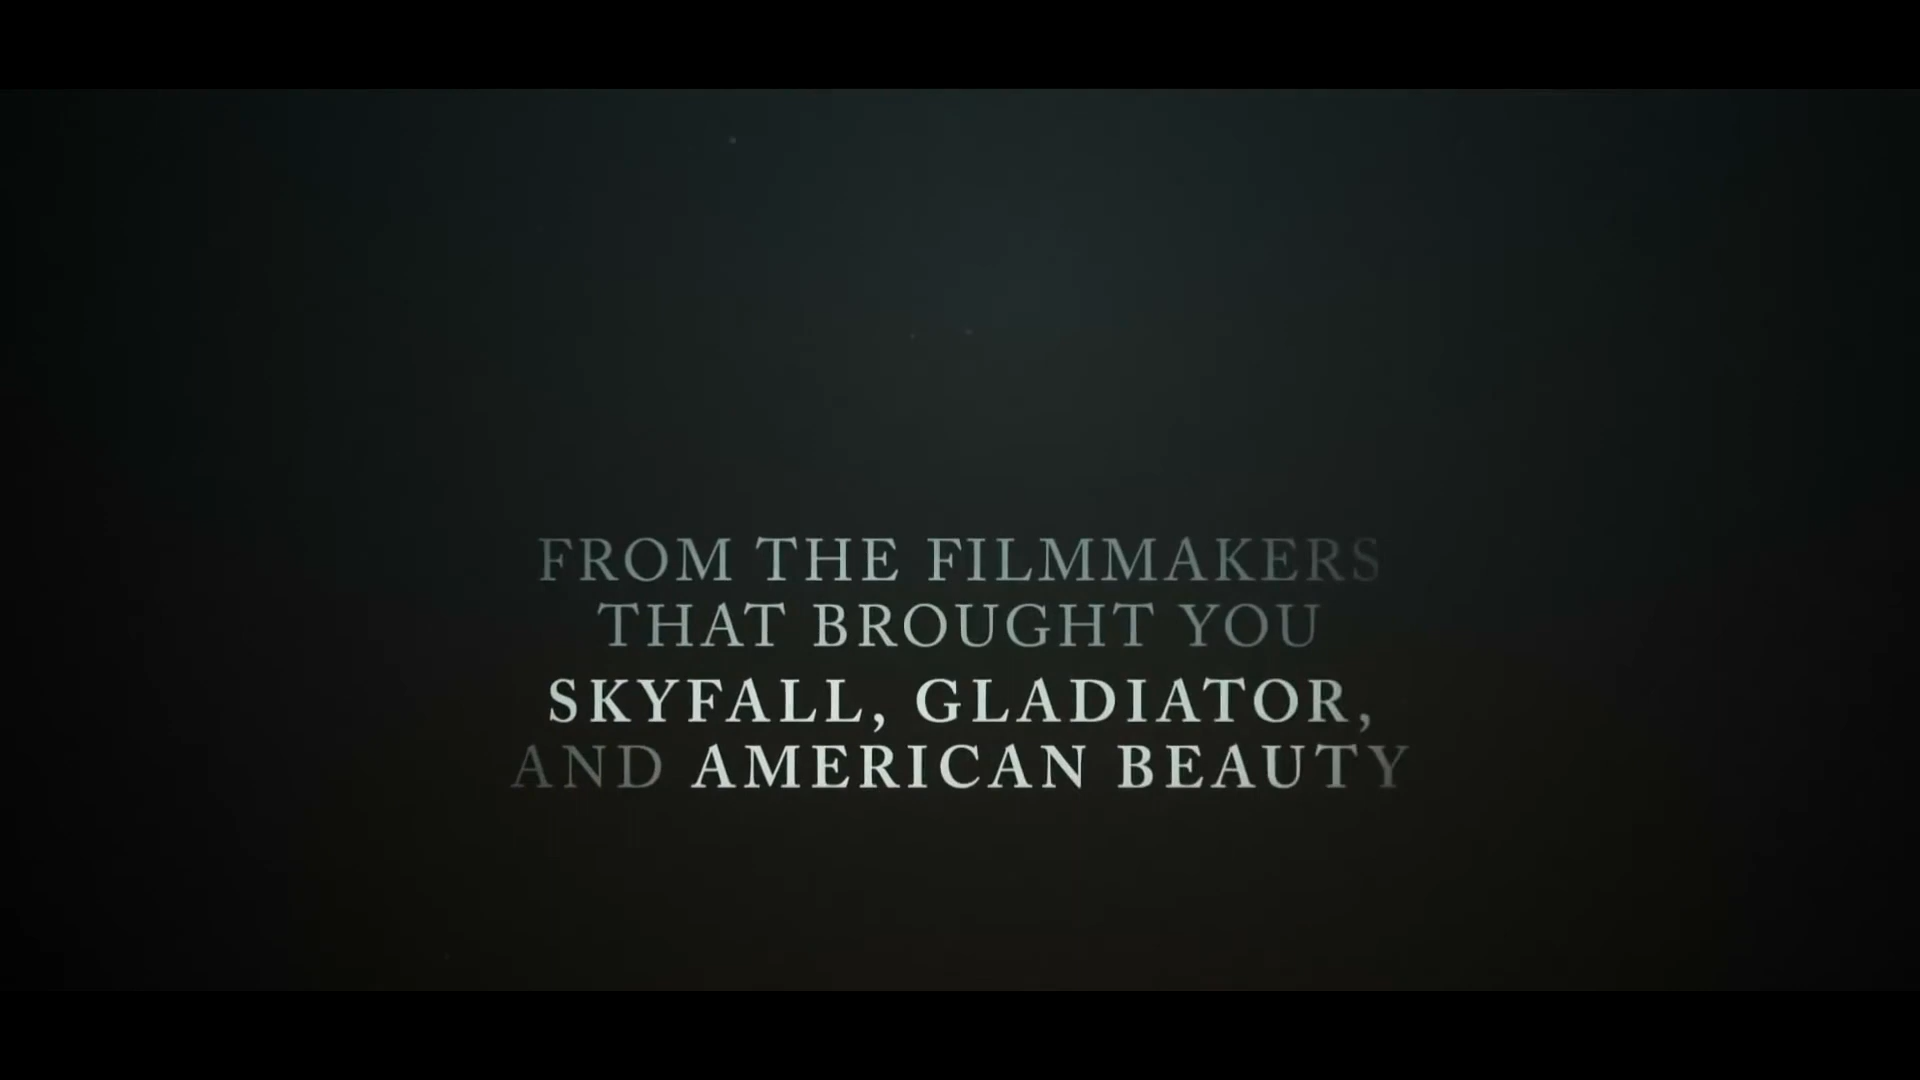 FROM THE FILMMAKERS
THAT BROUGHT YOU
SKYFALL, GLADIATOR,
AND AMERICAN BEAUTY